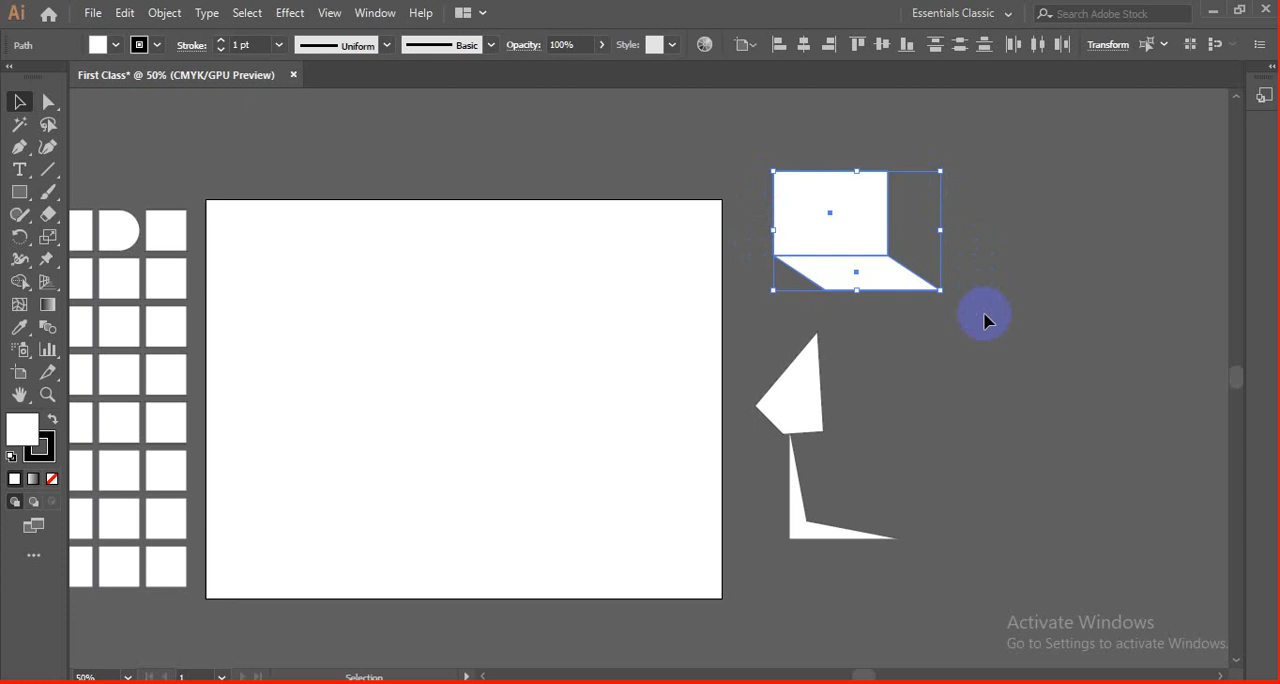 Ai File Edit Object Type Select Effect View Window Help Essentials Classic Search Adobe Stock
Path Stroke: 1 pt Uniform Basic Opacity: 100% Style: Transform
First Class* @ 50% (CMYK/GPU Preview) ×
T
Activate Windows
Go to Settings to activate Windows.
50% 1 Selection